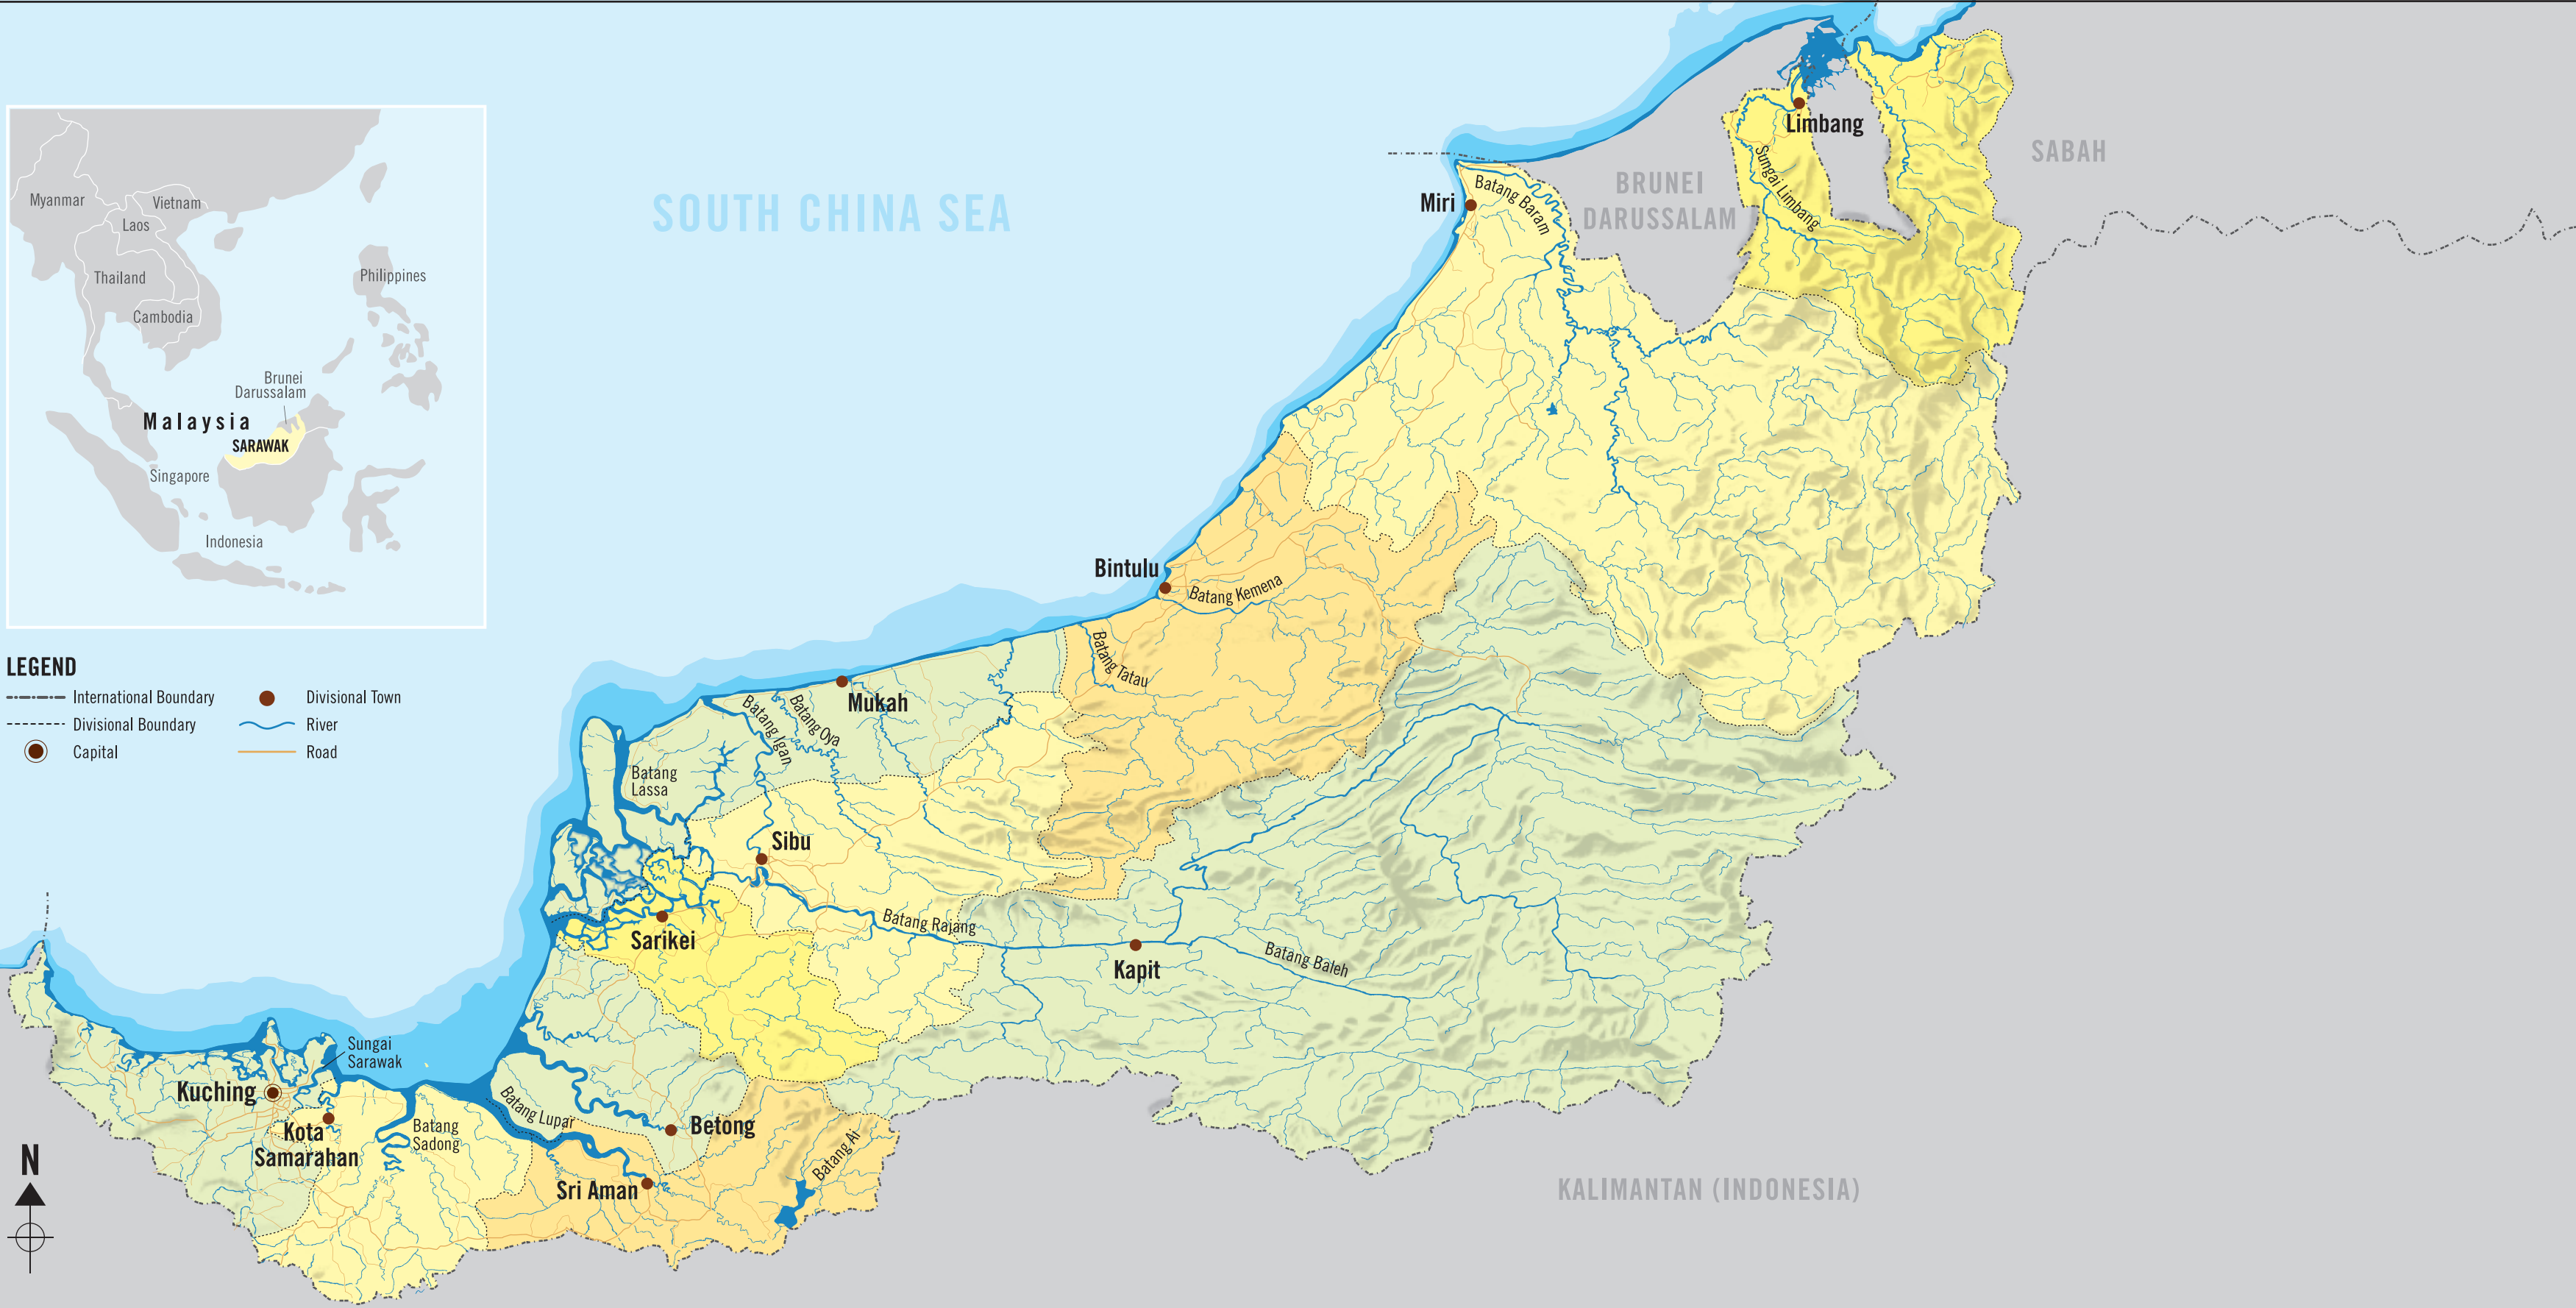 SOUTH CHINA SEA
Myanmar
Vietnam
Laos
Thailand
Philippines
Cambodia
Brunei
Darussalam
Malaysia
SARAWAK
Singapore
Indonesia
LEGEND
International Boundary
Divisional Town
Divisional Boundary
River
Capital
Road
Limbang
Sungai Limbang
SABAH
BRUNEI
DARUSSALAM
Miri
Batang Baram
Bintulu
Batang Kemena
Batang Tatau
Mukah
Batang Igan
Batang Oya
Batang
Lassa
Sibu
Batang Rajang
Sarikei
Kapit
Batang Baleh
Sungai
Sarawak
Kuching
Kota
Samarahan
Batang
Sadong
Batang Lupar
Betong
Sri Aman
Batang Ai
N
KALIMANTAN (INDONESIA)